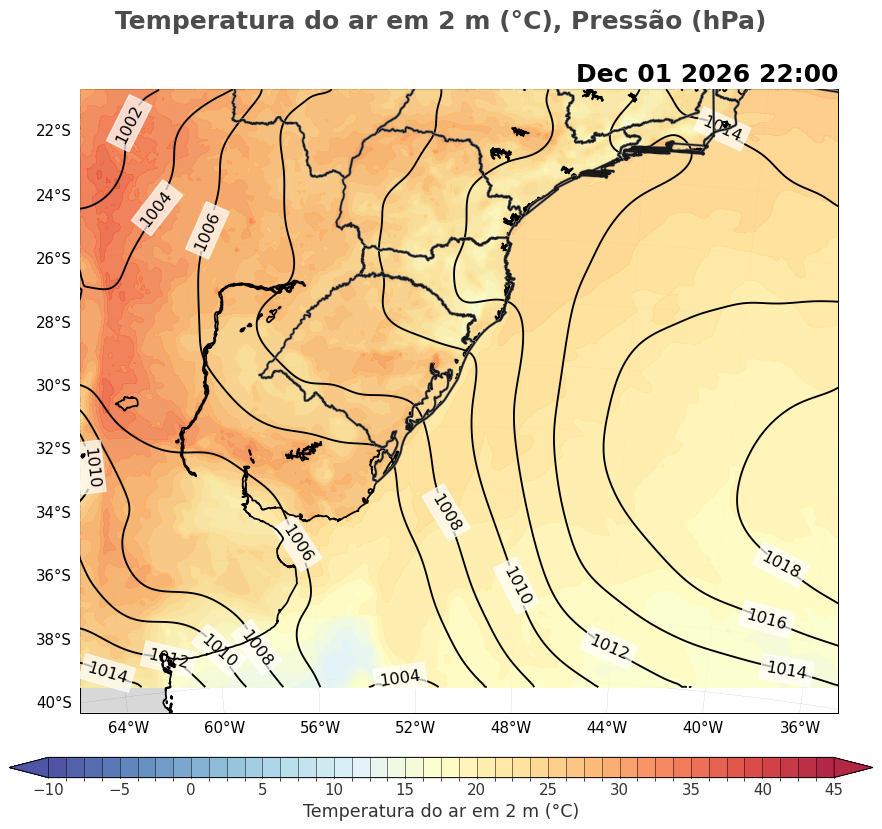 Temperatura do ar em 2 m (°C), Pressão (hPa)
Dec 01 2026 22:00
1002
1014
22°S
1004
24°S
1006
26°S
28°S
30°S
32°S
1010
1008
34°S
1006
1018
36°S
1010
1016
38°S
1012
1010
1008
1012
1014
1004
1014
40°S
64°W 60°W 56°W 52°W 48°W 44°W 40°W 36°W
−10 −5 0 5 10 15 20 25 30 35 40 45
Temperatura do ar em 2 m (°C)